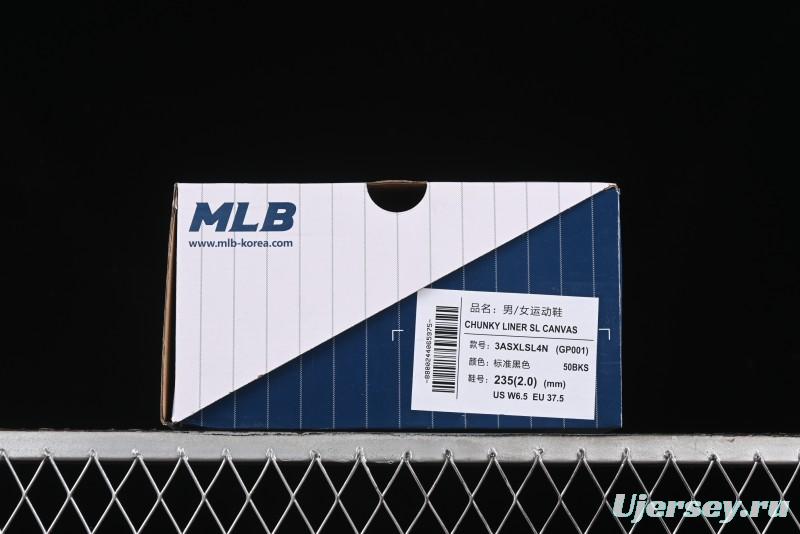 MLB
www.mlb-korea.com
品名: 男/女运动鞋
CHUNKY LINER SL CANVAS
款号: 3ASXLSL4N (GP001)
颜色: 标准黑色 50BKS
鞋号: 235(2.0) (mm)
US W6.5 EU 37.5
-8800244065975-
Ujersey.ru